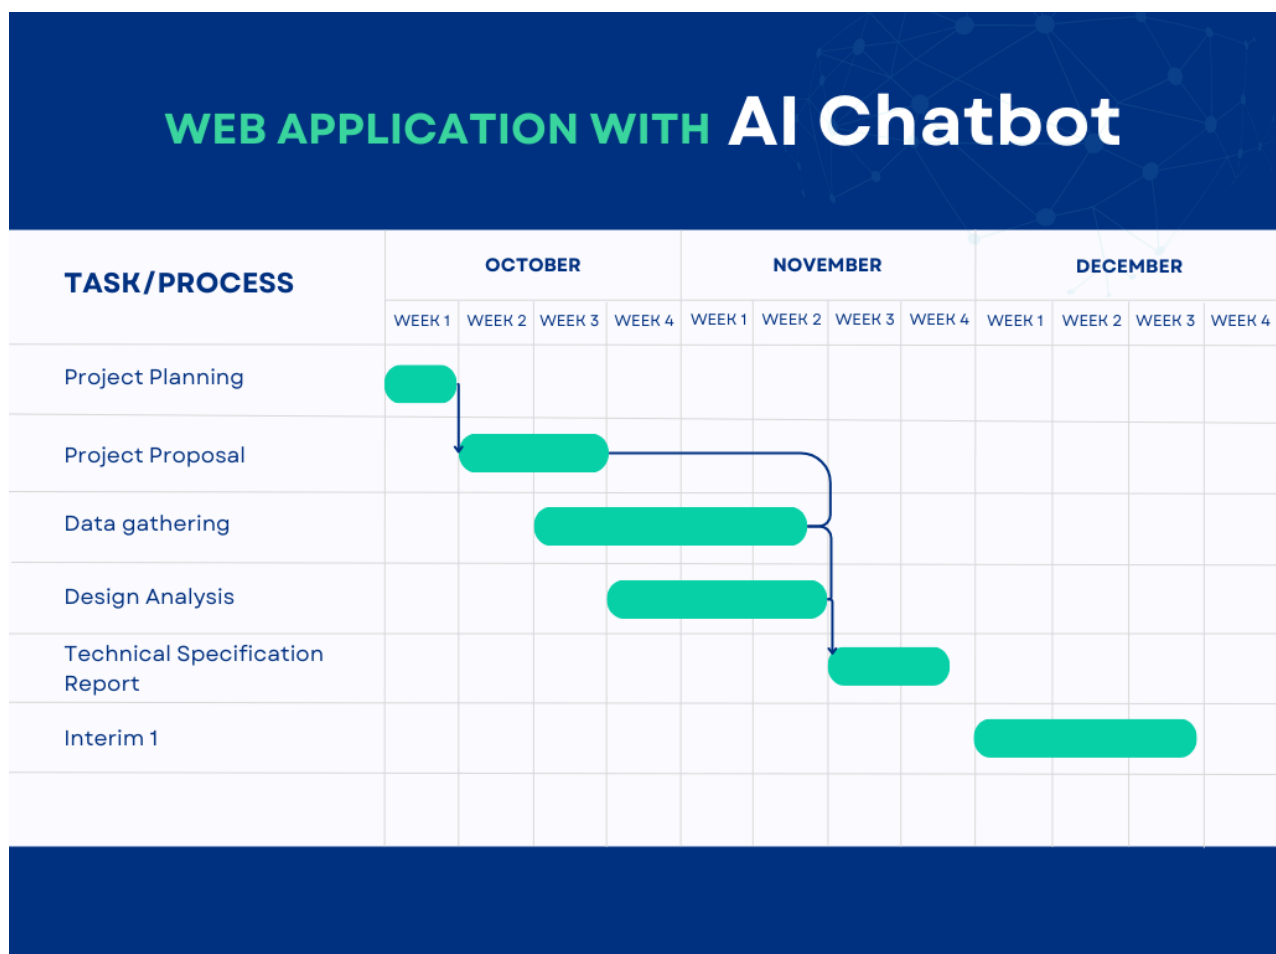 WEB APPLICATION WITH AI Chatbot
TASK/PROCESS
OCTOBER NOVEMBER DECEMBER
WEEK 1 WEEK 2 WEEK 3 WEEK 4 WEEK 1 WEEK 2 WEEK 3 WEEK 4 WEEK 1 WEEK 2 WEEK 3 WEEK 4
Project Planning
Project Proposal
Data gathering
Design Analysis
Technical Specification
Report
Interim 1